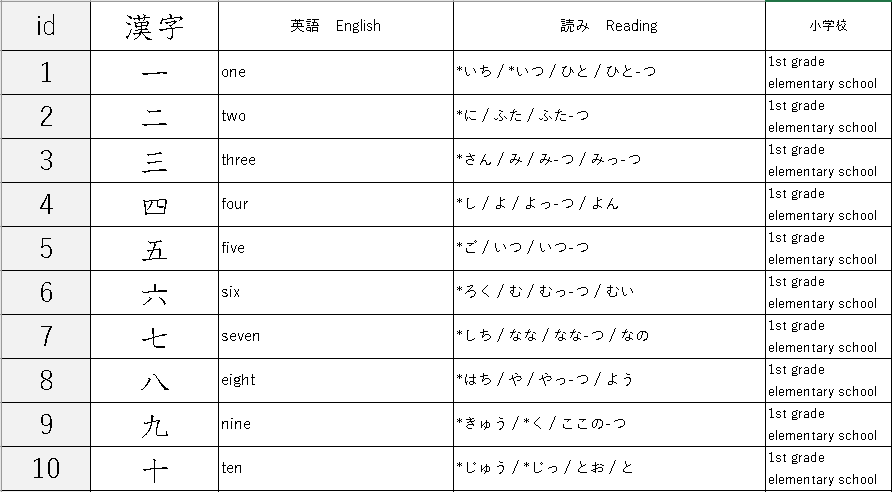 id 漢字 英語 English 読み Reading 小学校
1 一 one *いち / *いつ / ひと / ひと-つ 1st grade
elementary school
2 二 two *に / ふた / ふた-つ 1st grade
elementary school
3 三 three *さん / み / み-つ / みっ-つ 1st grade
elementary school
4 四 four *し / よ / よっ-つ / よん 1st grade
elementary school
5 五 five *ご / いつ / いつ-つ 1st grade
elementary school
6 六 six *ろく / む / むっ-つ / むい 1st grade
elementary school
7 七 seven *しち / なな / なな-つ / なの 1st grade
elementary school
8 八 eight *はち / や / やっ-つ / よう 1st grade
elementary school
9 九 nine *きゅう / *く / ここの-つ 1st grade
elementary school
10 十 ten *じゅう / *じっ / とお / と 1st grade
elementary school